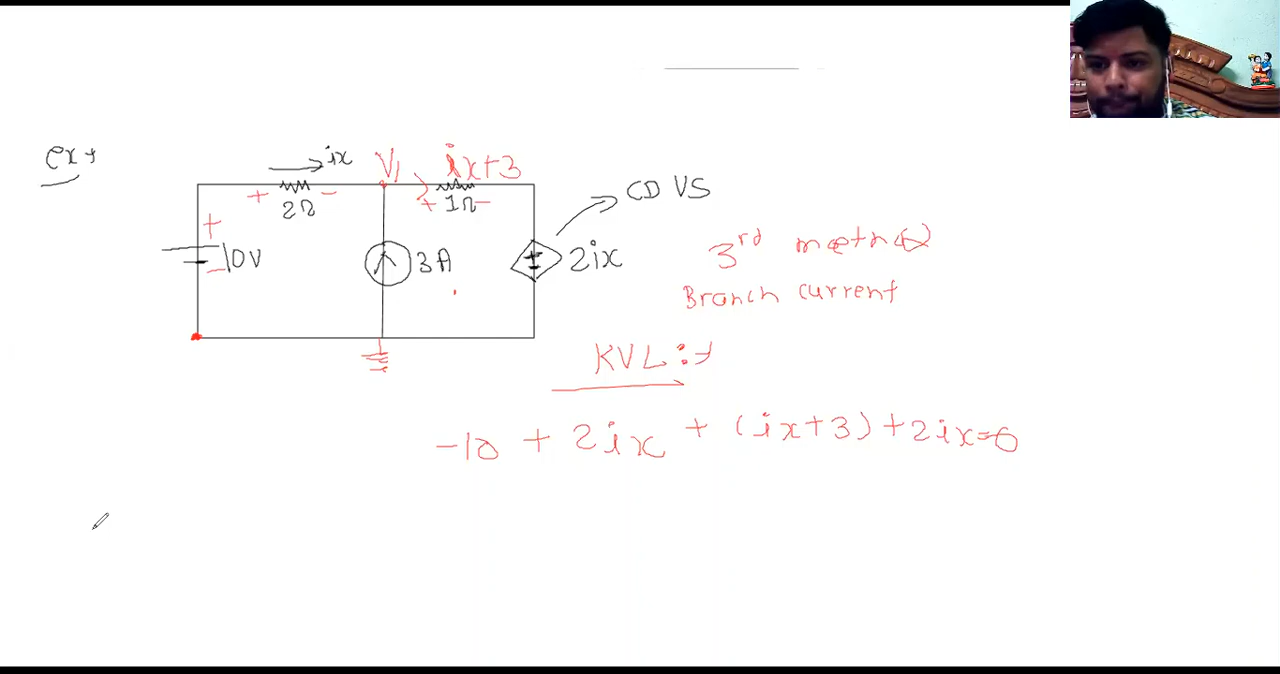 ex+
ix
V1
ix+3
+
-
2Ω
+
1Ω
-
CD VS
+
-
10V
3A
+
-
2ix
3rd method
Branch current
KVL:+
-10 + 2ix + (ix+3) +2ix=0